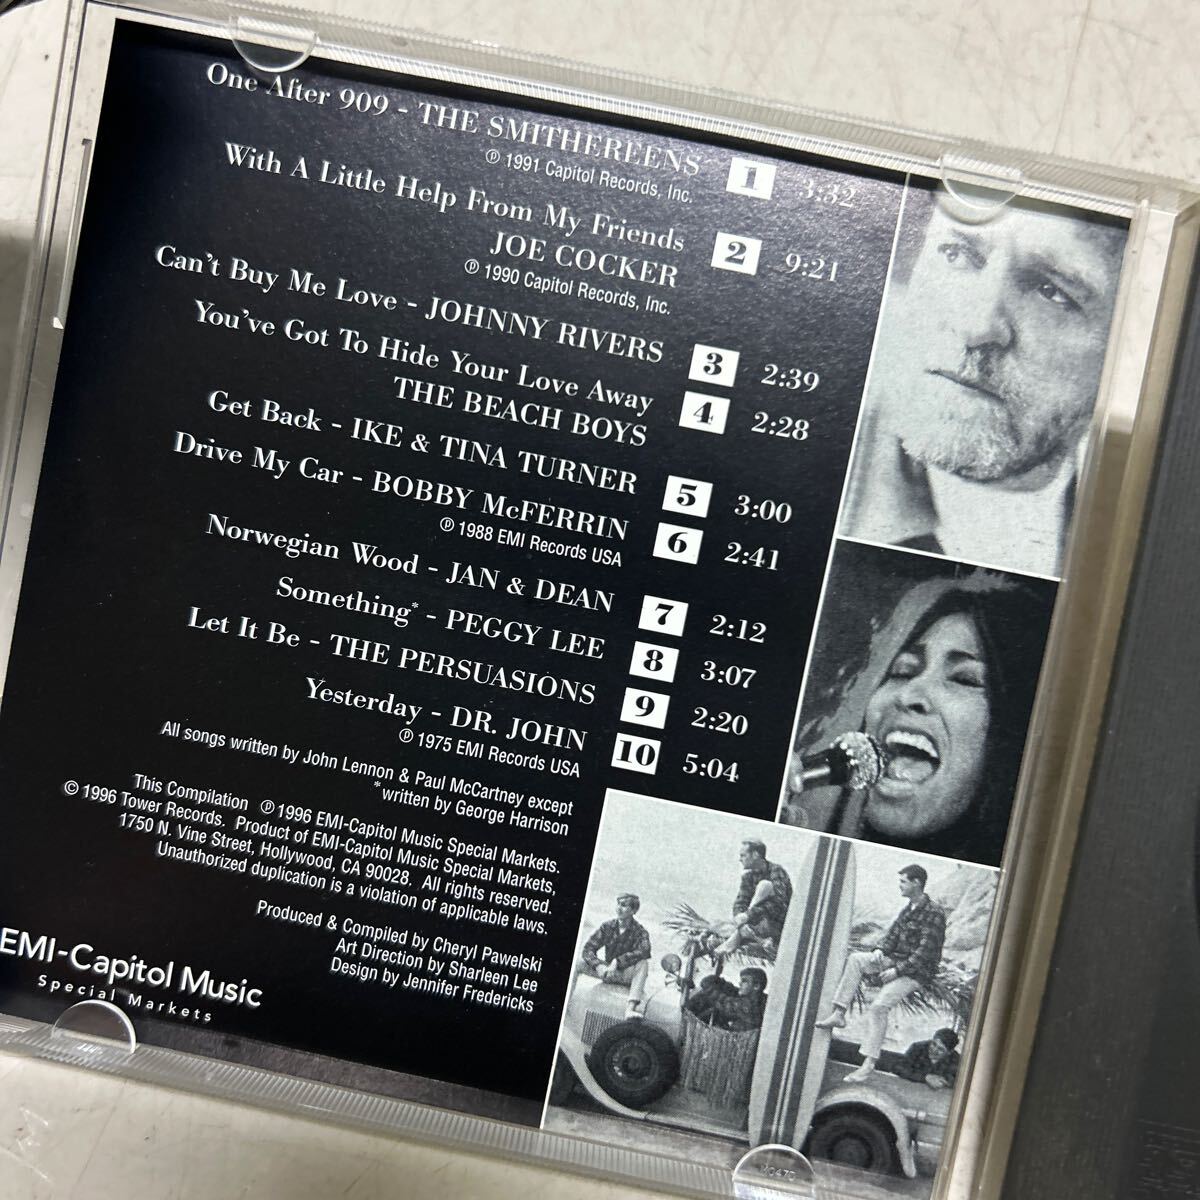 One After 909 - THE SMITHEREENS 1 3:32
℗ 1991 Capitol Records, Inc.
With A Little Help From My Friends
JOE COCKER 2 9:21
℗ 1990 Capitol Records, Inc.
Can't Buy Me Love - JOHNNY RIVERS 3 2:39
You've Got To Hide Your Love Away
THE BEACH BOYS 4 2:28
Get Back - IKE & TINA TURNER 5 3:00
Drive My Car - BOBBY McFERRIN 6 2:41
℗ 1988 EMI Records USA
Norwegian Wood - JAN & DEAN 7 2:12
Something* - PEGGY LEE 8 3:07
Let It Be - THE PERSUASIONS 9 2:20
Yesterday - DR. JOHN 10 5:04
℗ 1975 EMI Records USA
All songs written by John Lennon & Paul McCartney except
*written by George Harrison
This Compilation ℗ 1996 EMI-Capitol Music Special Markets.
© 1996 Tower Records. Product of EMI-Capitol Music Special Markets,
1750 N. Vine Street, Hollywood, CA 90028. All rights reserved.
Unauthorized duplication is a violation of applicable laws.
Produced & Compiled by Cheryl Pawelski
Art Direction by Sharleen Lee
Design by Jennifer Fredericks
EMI-Capitol Music
Special Markets